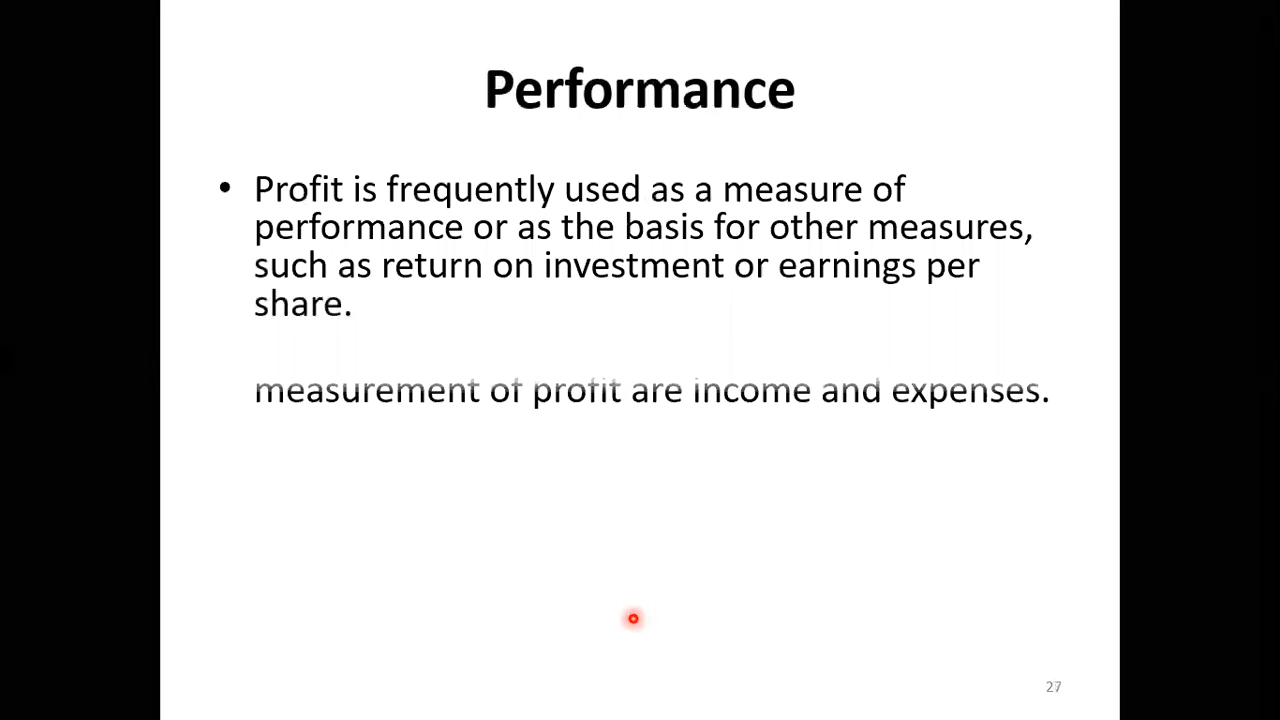 Performance
• Profit is frequently used as a measure of
performance or as the basis for other measures,
such as return on investment or earnings per
share.
measurement of profit are income and expenses.
27